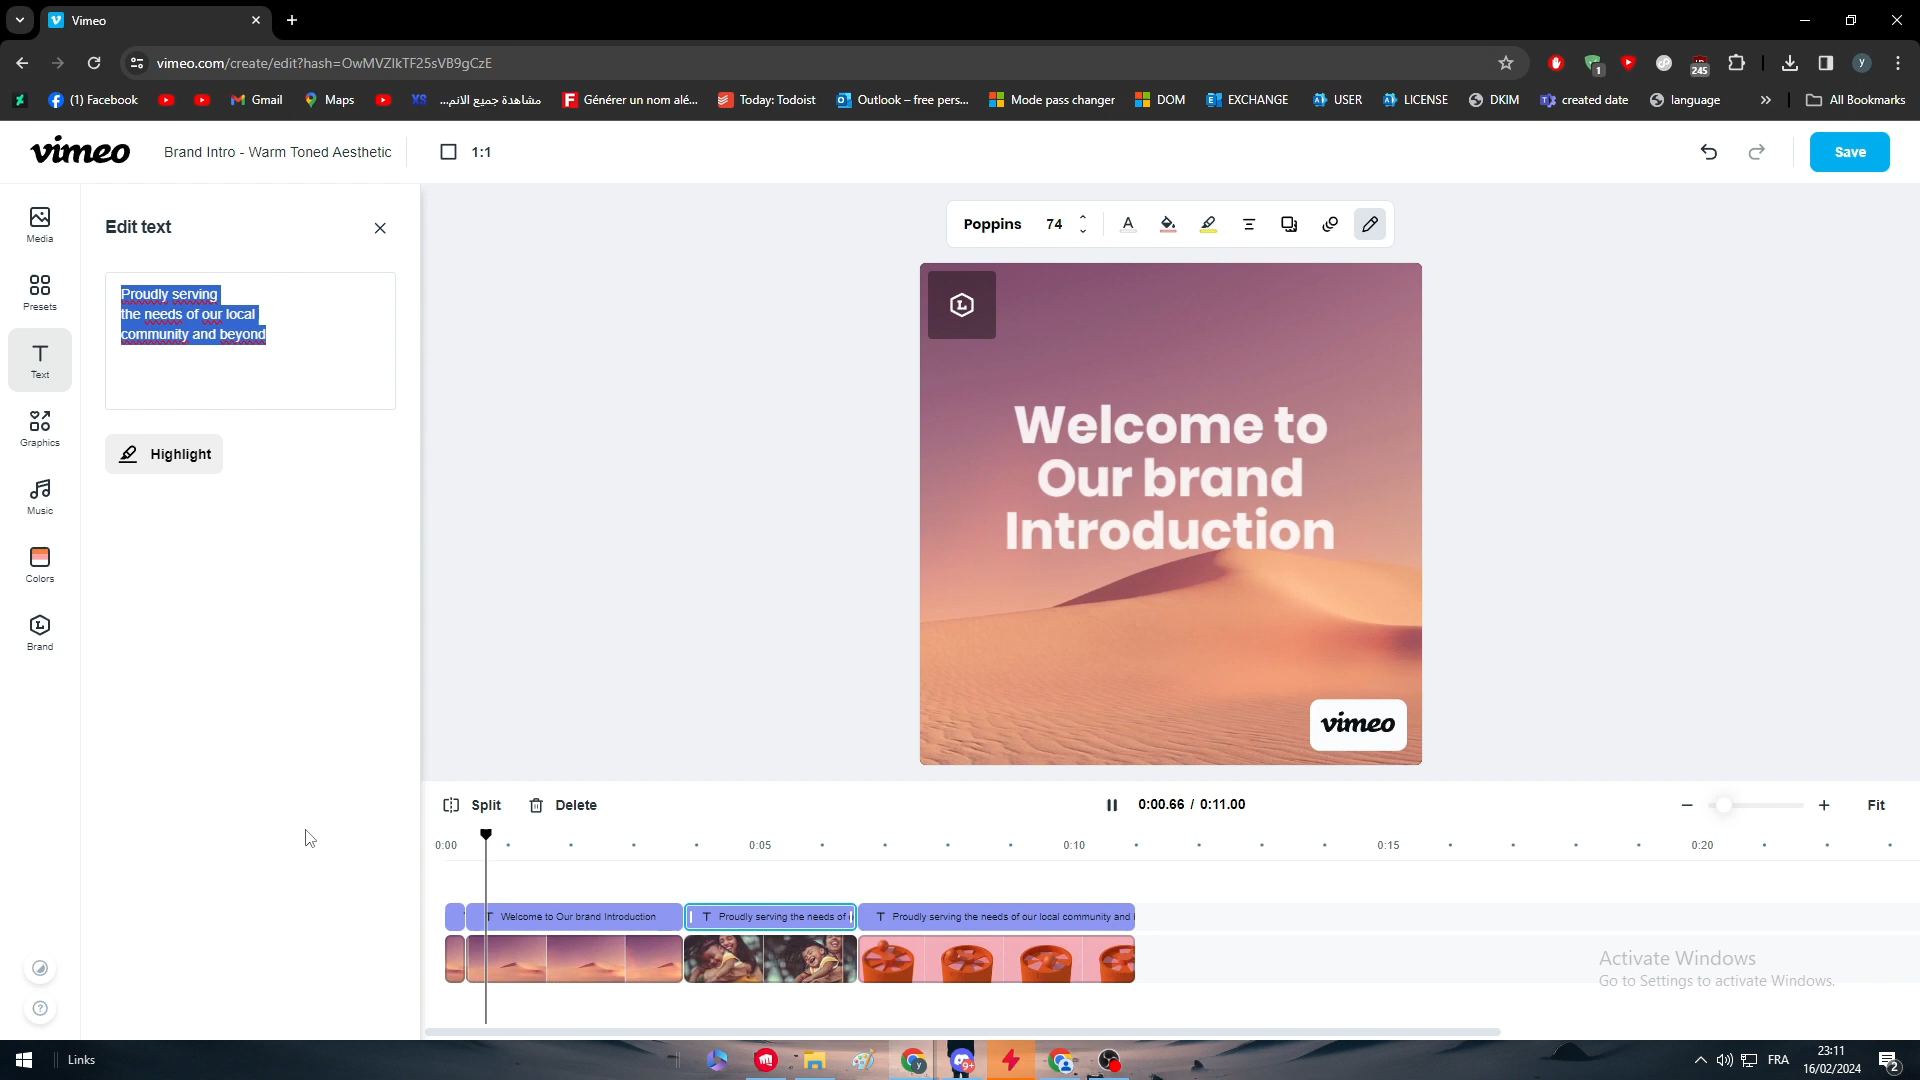 Vimeo
vimeo.com/create/edit?hash=OwMVZlkTF25sVB9gCzE
1
245
y
(1) Facebook
Gmail
Maps
XS مشاهدة جميع الانم...
Générer un nom alé...
Today: Todoist
Outlook – free pers...
Mode pass changer
DOM
EXCHANGE
USER
LICENSE
DKIM
created date
language
All Bookmarks
vimeo
Brand Intro - Warm Toned Aesthetic
1:1
Save
Media
Presets
Text
Graphics
Music
Colors
Brand
Edit text
Proudly serving
the needs of our local
community and beyond
Highlight
Poppins
74
Welcome to
Our brand
Introduction
vimeo
Split
Delete
0:00.66 / 0:11.00
Fit
0:00
0:05
0:10
0:15
0:20
Welcome to Our brand Introduction
Proudly serving the needs of
Proudly serving the needs of our local community and
Activate Windows
Go to Settings to activate Windows.
Links
9+
FRA
23:11
16/02/2024
2